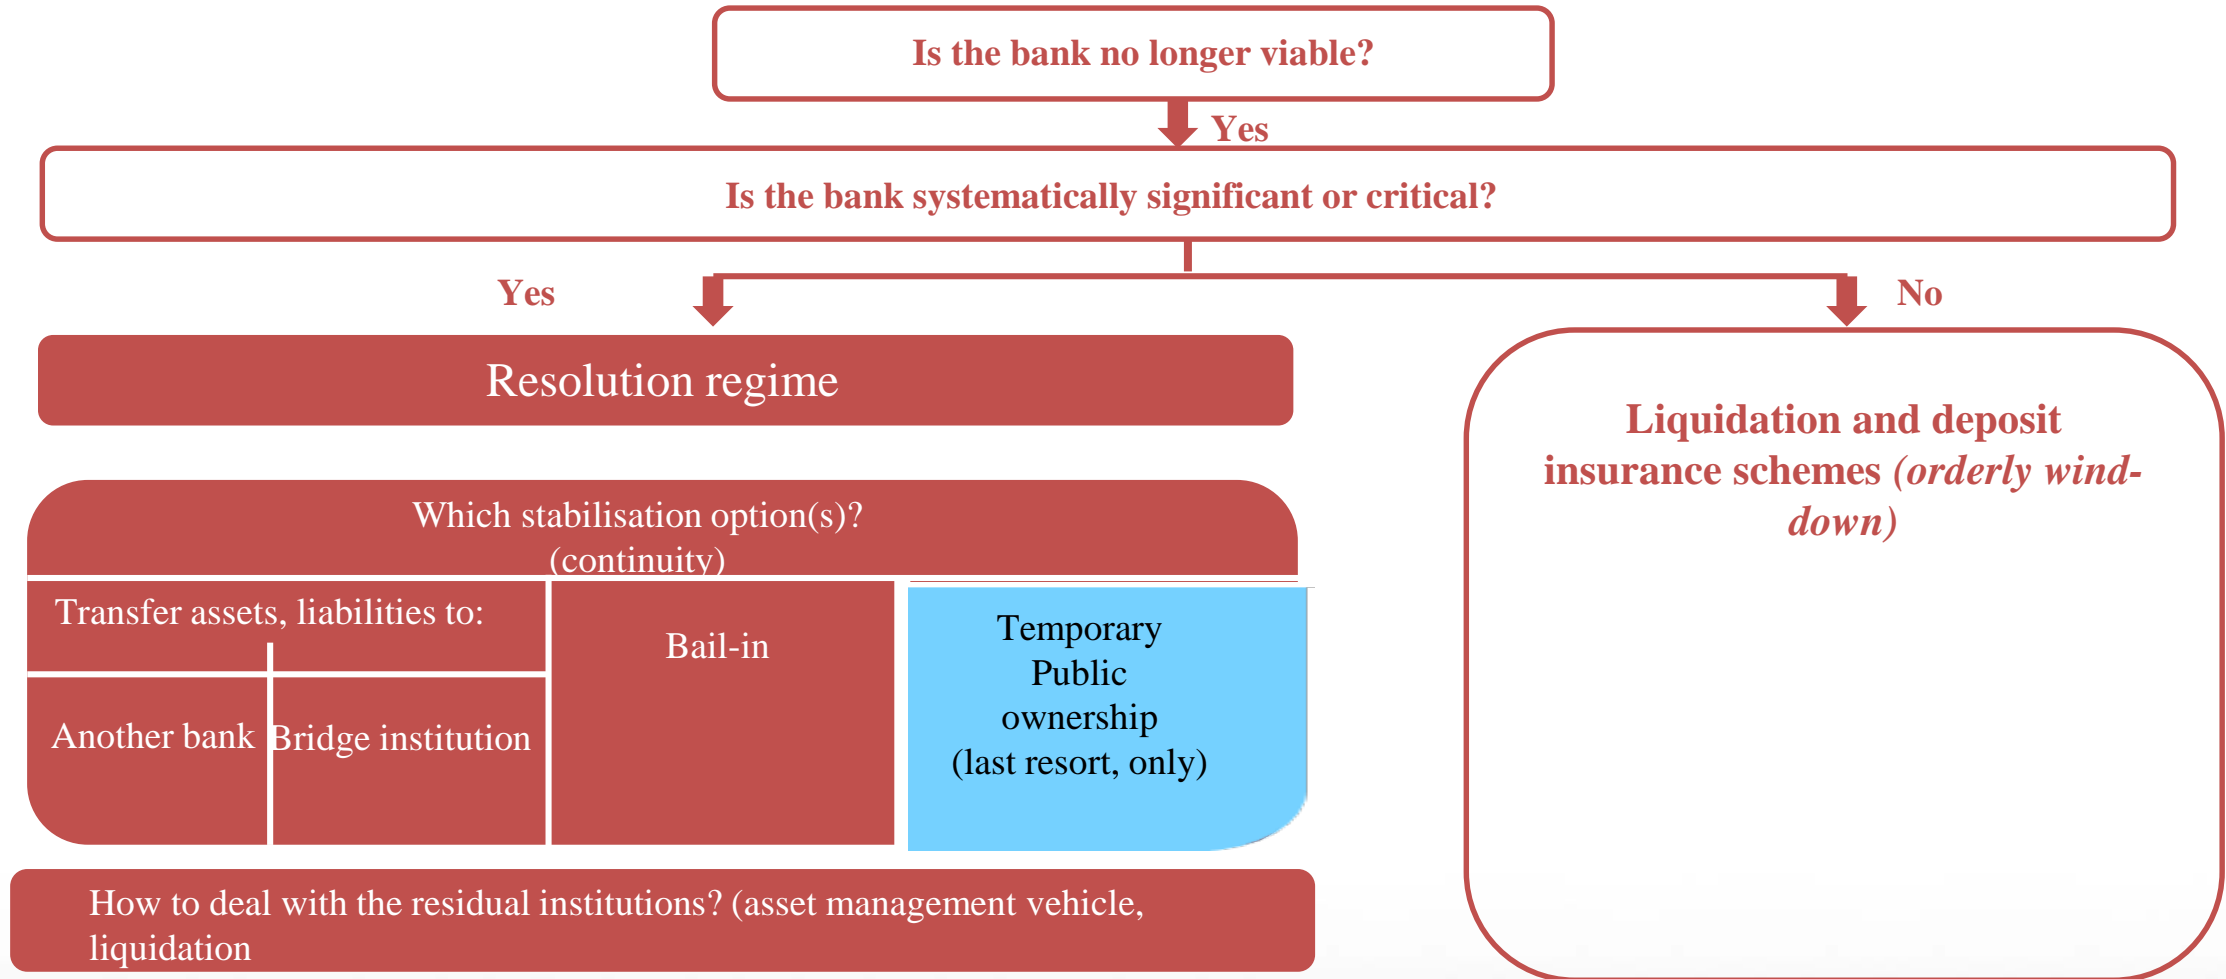 Is the bank no longer viable?
Yes
Is the bank systematically significant or critical?
Yes
No
Resolution regime
Liquidation and deposit
insurance schemes (orderly wind-
down)
Which stabilisation option(s)?
(continuity)
Transfer assets, liabilities to:
Another bank
Bridge institution
Bail-in
Temporary
Public
ownership
(last resort, only)
How to deal with the residual institutions? (asset management vehicle,
liquidation